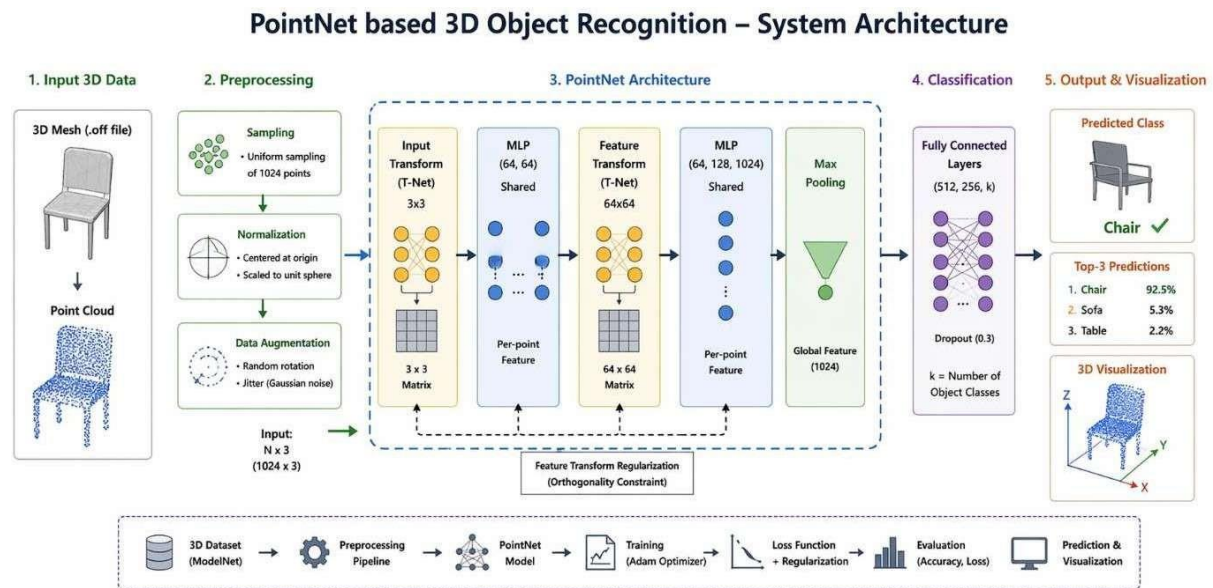 PointNet based 3D Object Recognition – System Architecture
1. Input 3D Data
3D Mesh (.off file)
Point Cloud
2. Preprocessing
Sampling
• Uniform sampling
of 1024 points
Normalization
• Centered at origin
• Scaled to unit sphere
Data Augmentation
• Random rotation
• Jitter (Gaussian noise)
Input:
N x 3
(1024 x 3)
3. PointNet Architecture
Input
Transform
(T-Net)
3x3
3 x 3
Matrix
MLP
(64, 64)
Shared
Per-point
Feature
Feature
Transform
(T-Net)
64x64
64 x 64
Matrix
MLP
(64, 128, 1024)
Shared
Per-point
Feature
Max
Pooling
Global Feature
(1024)
Feature Transform Regularization
(Orthogonality Constraint)
4. Classification
Fully Connected
Layers
(512, 256, k)
Dropout (0.3)
k = Number of
Object Classes
5. Output & Visualization
Predicted Class
Chair
Top-3 Predictions
1. Chair 92.5%
2. Sofa 5.3%
3. Table 2.2%
3D Visualization
Z
Y
X
3D Dataset
(ModelNet)
Preprocessing
Pipeline
PointNet
Model
Training
(Adam Optimizer)
Loss Function
+ Regularization
Evaluation
(Accuracy, Loss)
Prediction &
Visualization